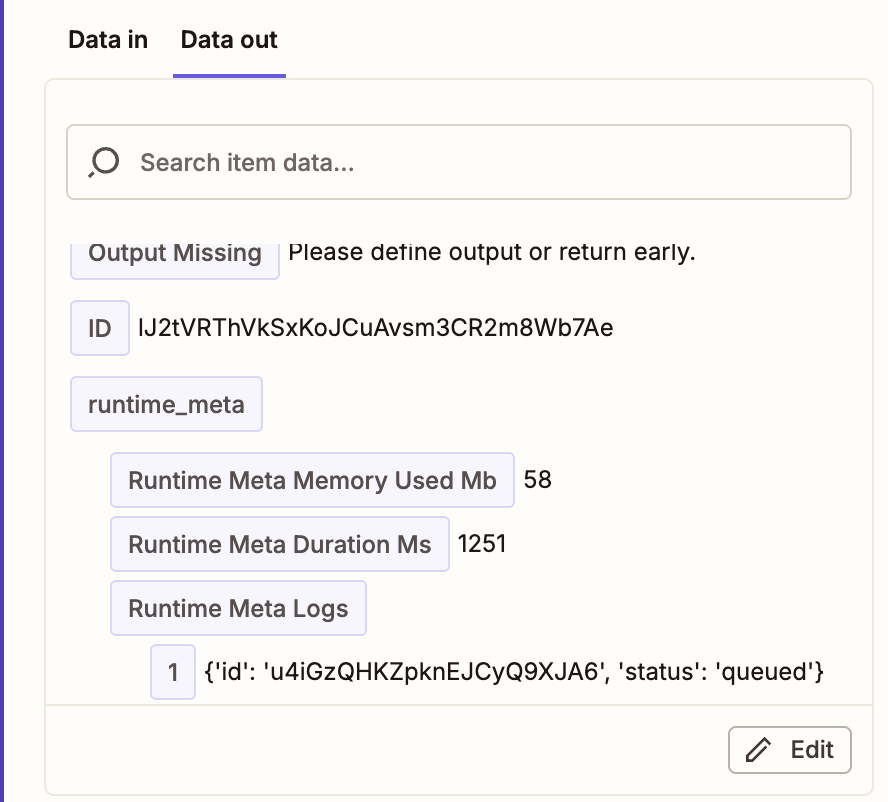 Data in Data out
Search item data...
Output Missing Please define output or return early.
ID IJ2tVRThVkSxKoJCuAvsm3CR2m8Wb7Ae
runtime_meta
Runtime Meta Memory Used Mb 58
Runtime Meta Duration Ms 1251
Runtime Meta Logs
1 {'id': 'u4iGzQHKZpknEJCyQ9XJA6', 'status': 'queued'}
Edit